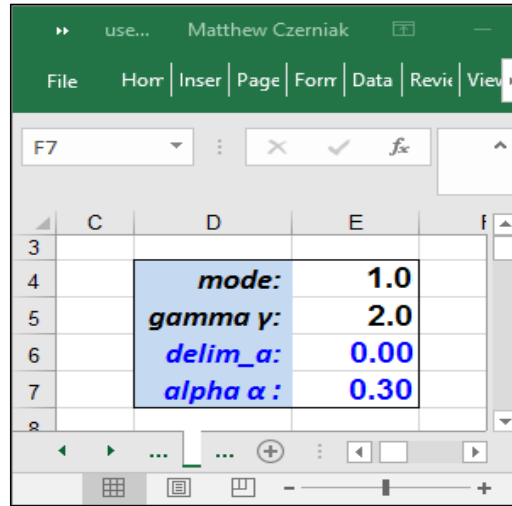 use... Matthew Czerniak
File Hom Inser Page Form Data Revie View
F7 fx
C D E F
3
4 mode: 1.0
5 gamma γ: 2.0
6 delim_a: 0.00
7 alpha α : 0.30
8
... ...